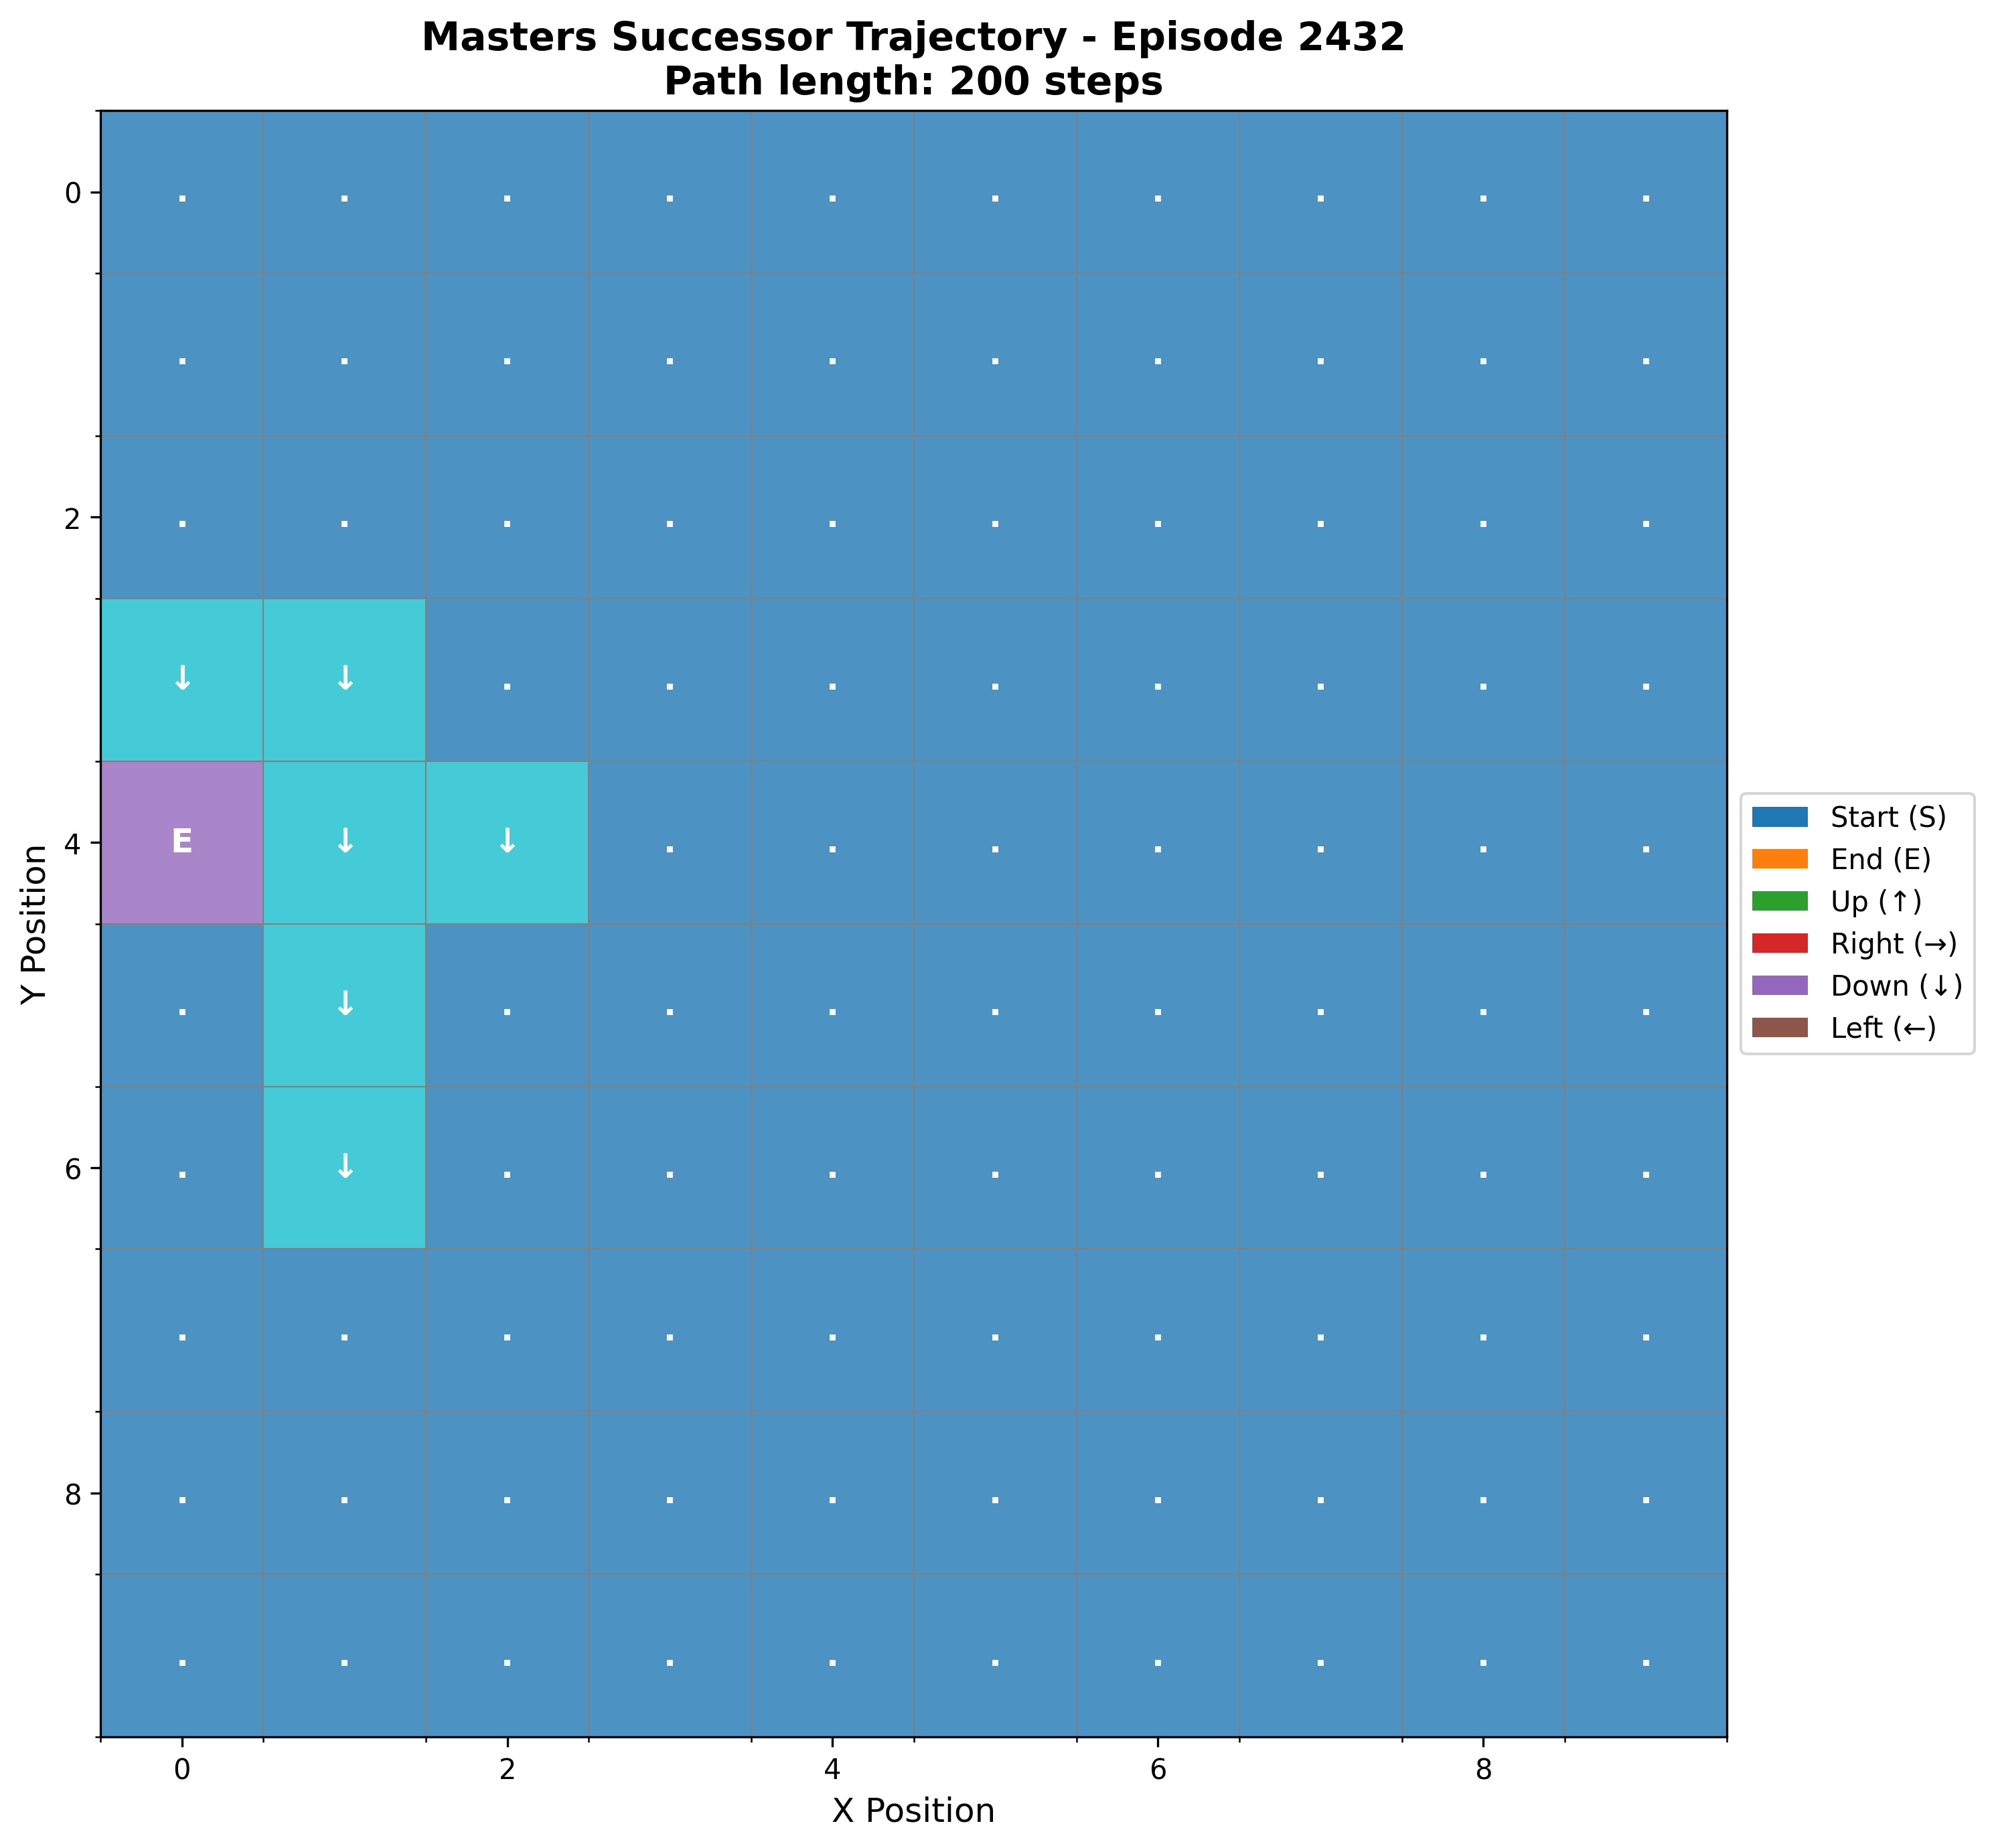 Masters Successor Trajectory - Episode 2432
Path length: 200 steps
0
. . . . . . . . . .
. . . . . . . . . .
2
. . . . . . . . . .
↓ ↓ . . . . . . . .
4
E ↓ ↓ . . . . . . .
. ↓ . . . . . . . .
6
. ↓ . . . . . . . .
. . . . . . . . . .
8
. . . . . . . . . .
. . . . . . . . . .
0 2 4 6 8
X Position
Y Position
Start (S)
End (E)
Up (↑)
Right (→)
Down (↓)
Left (←)